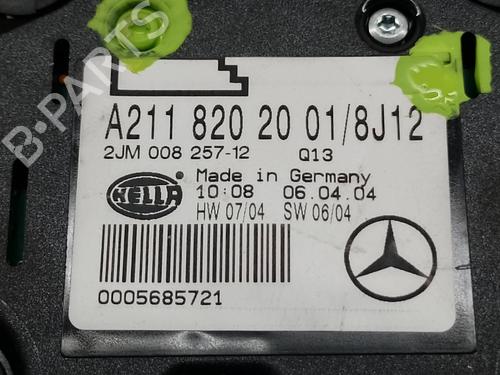 B-PARTS
A211 820 20 01/8J12
2JM 008 257-12 Q13
HELLA
Made in Germany
10:08 06.04.04
HW 07/04 SW 06/04
0005685721